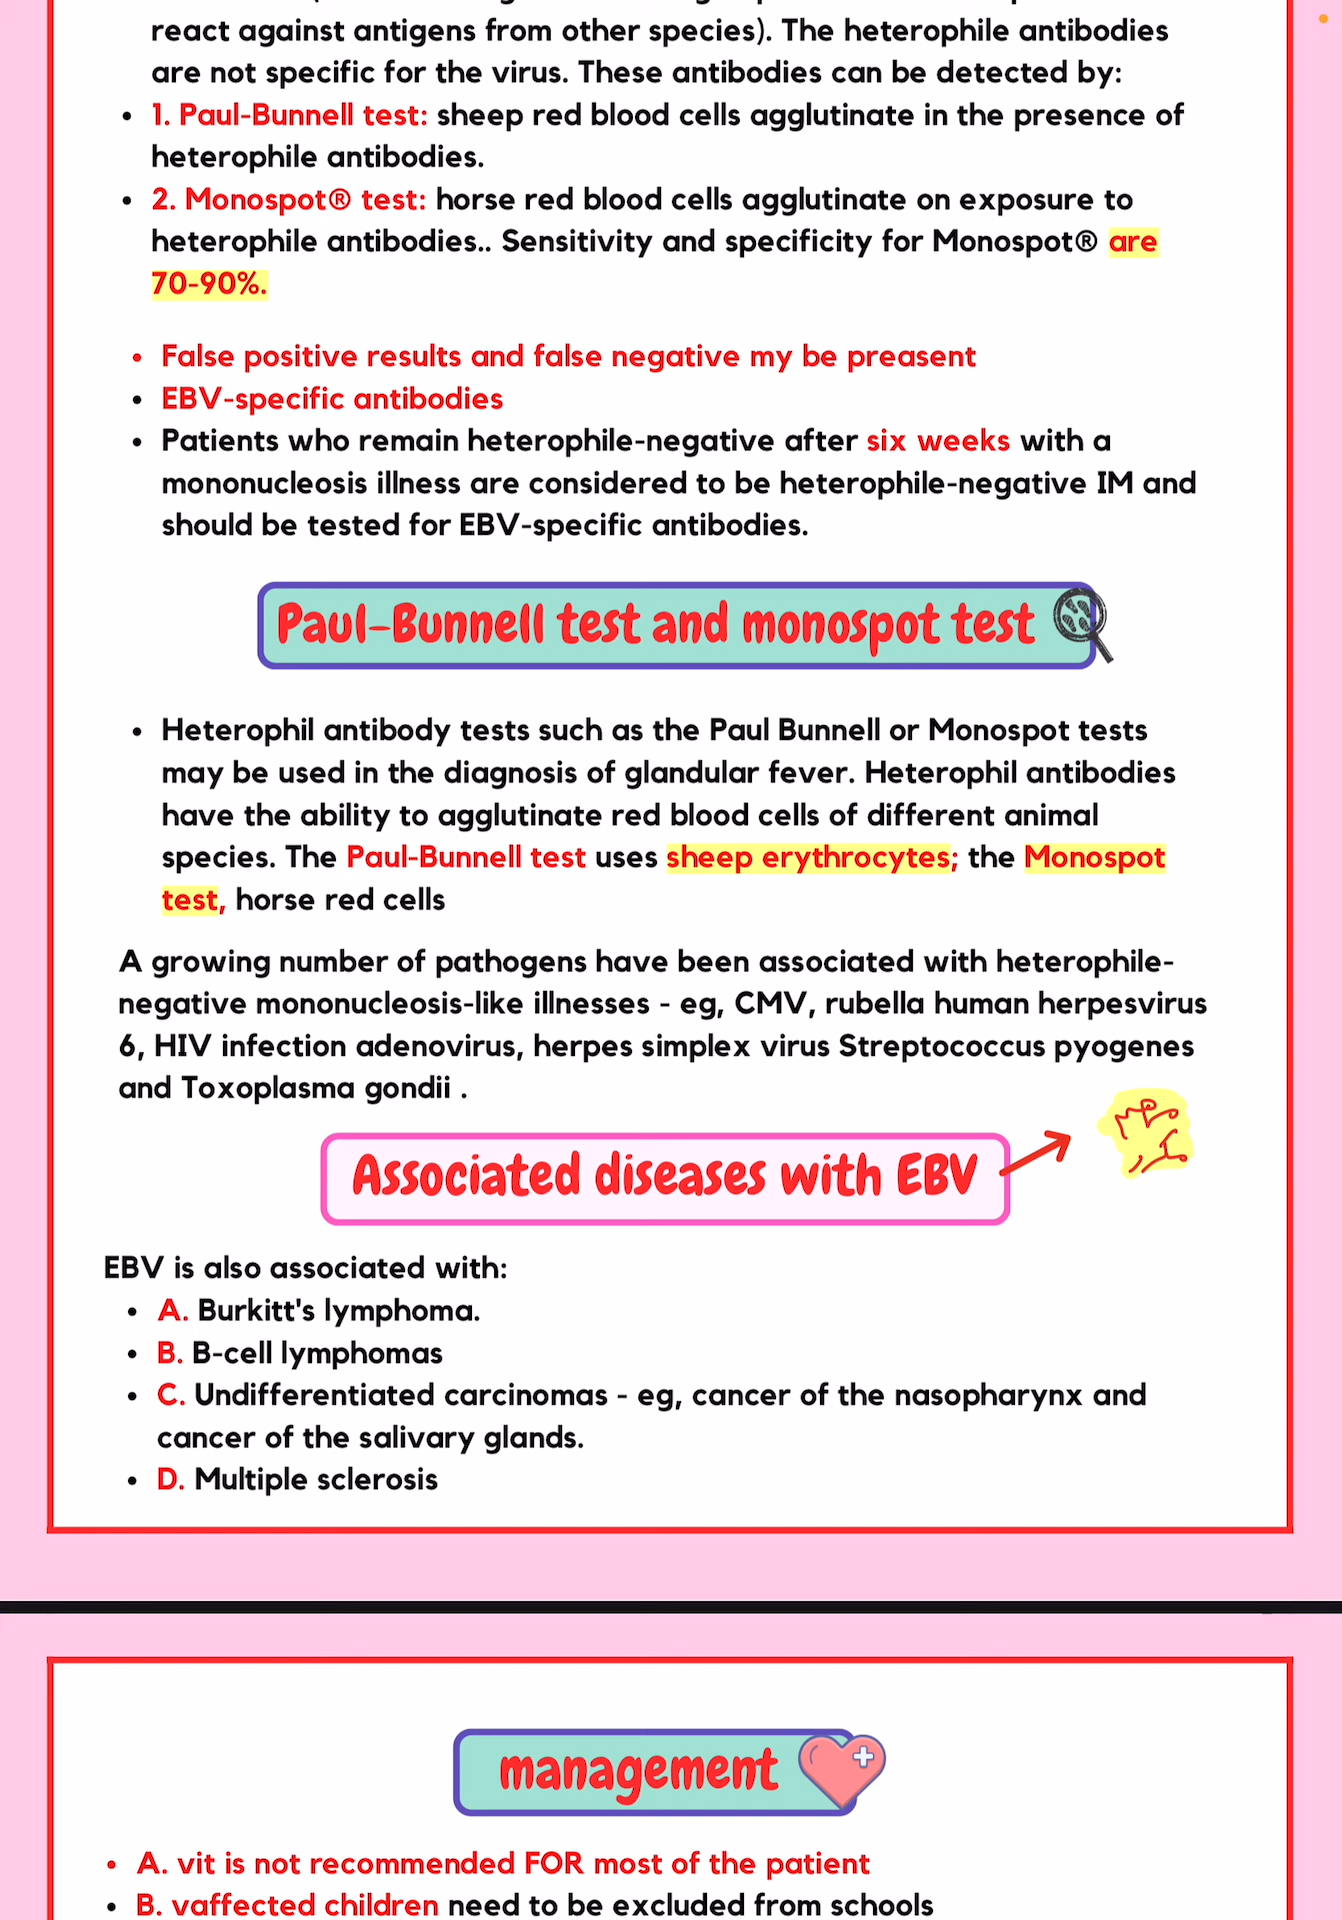 react against antigens from other species). The heterophile antibodies
are not specific for the virus. These antibodies can be detected by:
• 1. Paul-Bunnell test: sheep red blood cells agglutinate in the presence of
heterophile antibodies.
• 2. Monospot® test: horse red blood cells agglutinate on exposure to
heterophile antibodies.. Sensitivity and specificity for Monospot® are
70-90%.
• False positive results and false negative my be preasent
• EBV-specific antibodies
• Patients who remain heterophile-negative after six weeks with a
mononucleosis illness are considered to be heterophile-negative IM and
should be tested for EBV-specific antibodies.
Paul-Bunnell test and monospot test
• Heterophil antibody tests such as the Paul Bunnell or Monospot tests
may be used in the diagnosis of glandular fever. Heterophil antibodies
have the ability to agglutinate red blood cells of different animal
species. The Paul-Bunnell test uses sheep erythrocytes; the Monospot
test, horse red cells
A growing number of pathogens have been associated with heterophile-
negative mononucleosis-like illnesses - eg, CMV, rubella human herpesvirus
6, HIV infection adenovirus, herpes simplex virus Streptococcus pyogenes
and Toxoplasma gondii .
Associated diseases with EBV
EBV is also associated with:
• A. Burkitt's lymphoma.
• B. B-cell lymphomas
• C. Undifferentiated carcinomas - eg, cancer of the nasopharynx and
cancer of the salivary glands.
• D. Multiple sclerosis
management
• A. vit is not recommended FOR most of the patient
• B. vaffected children need to be excluded from schools